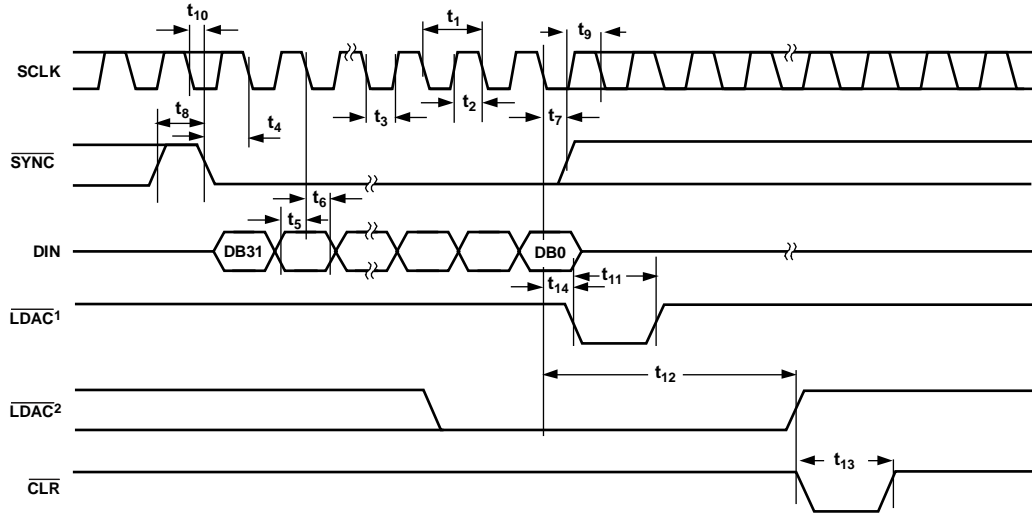 t10
t1
t9
SCLK
t2
t8
t4
t3
t7
SYNC
t6
t5
DIN
DB31
DB0
t11
t14
LDAC1
t12
LDAC2
t13
CLR